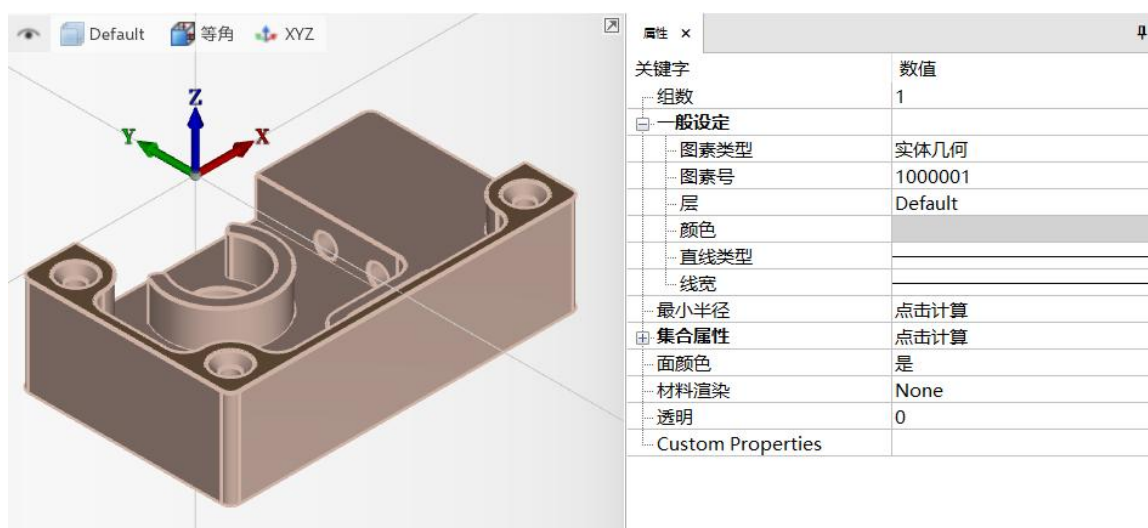 Default 等角 XYZ
Z
Y X
属性 ×
关键字 数值
组数 1
一般设定
图素类型 实体几何
图素号 1000001
层 Default
颜色
直线类型
线宽
最小半径 点击计算
集合属性 点击计算
面颜色 是
材料渲染 None
透明 0
Custom Properties